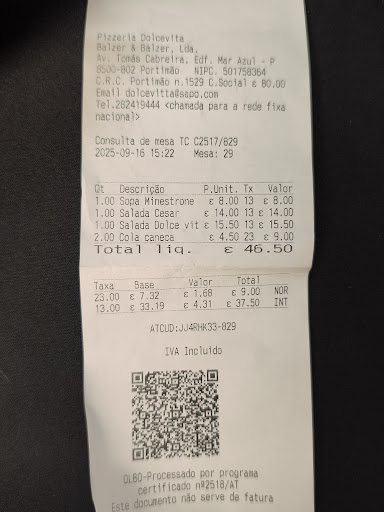 Pizzeria Dolcevita
Balzer & Balzer, Lda.
Av. Tomás Cabreira, Edf. Mar Azul - P
8500-802 Portimão   NIPC. 501758364
C.R.C. Portimão n.1529 C.Social € 80.00
Email dolcevitta@sapo.com
Tel.282419444 <chamada para a rede fixa
nacional>
Consulta de mesa TC C2517/829
2025-09-16 15:22   Mesa: 29
Qt Descrição P.Unit. Tx Valor
1.00 Sopa Minestrone € 8.00 13 € 8.00
1.00 Salada Cesar € 14.00 13 € 14.00
1.00 Salada Dolce vit € 15.50 13 € 15.50
2.00 Cola caneca € 4.50 23 € 9.00
Total liq. € 46.50
Taxa Base Valor Total
23.00 € 7.32 € 1.68 € 9.00 NOR
13.00 € 33.19 € 4.31 € 37.50 INT
ATCUD:JJ4RHK33-829
IVA Incluído
QLBO-Processado por programa
certificado nº2518/AT
Este documento não serve de fatura